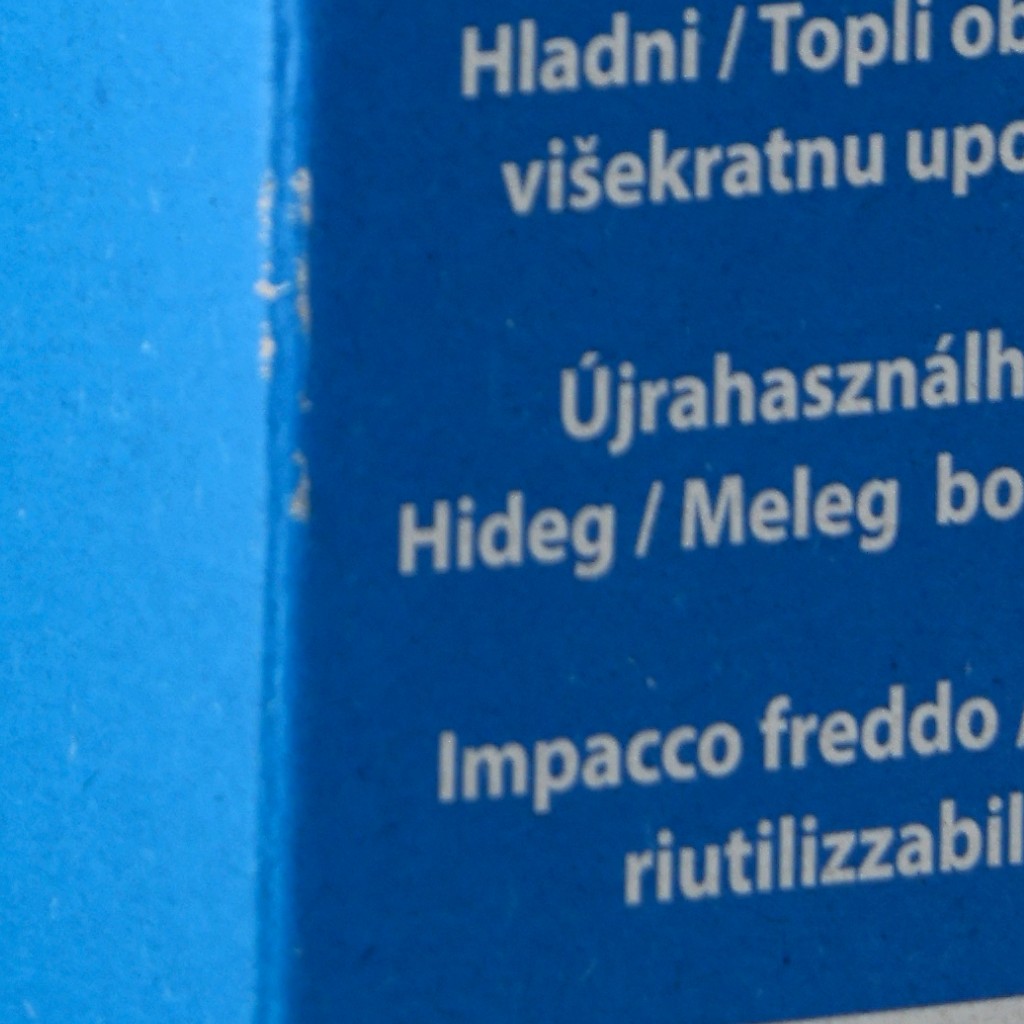 Hladni / Topli ob
višekratnu upo
Újrahasználh
Hideg / Meleg bo
Impacco freddo /
riutilizzabil